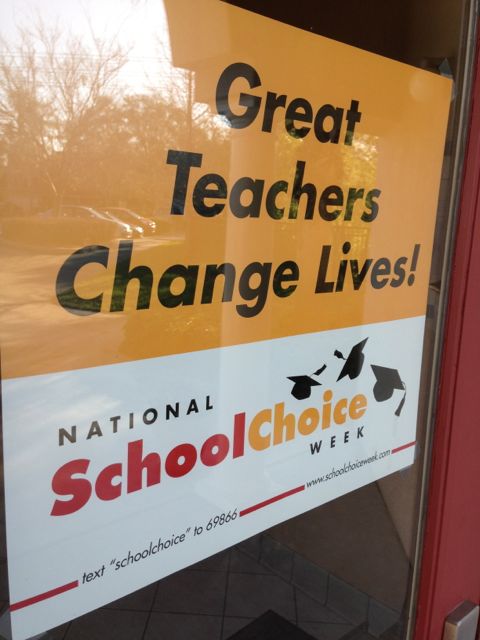 Great
Teachers
Change Lives!
NATIONAL
SchoolChoice
WEEK
text "schoolchoice" to 69866
www.schoolchoiceweek.com